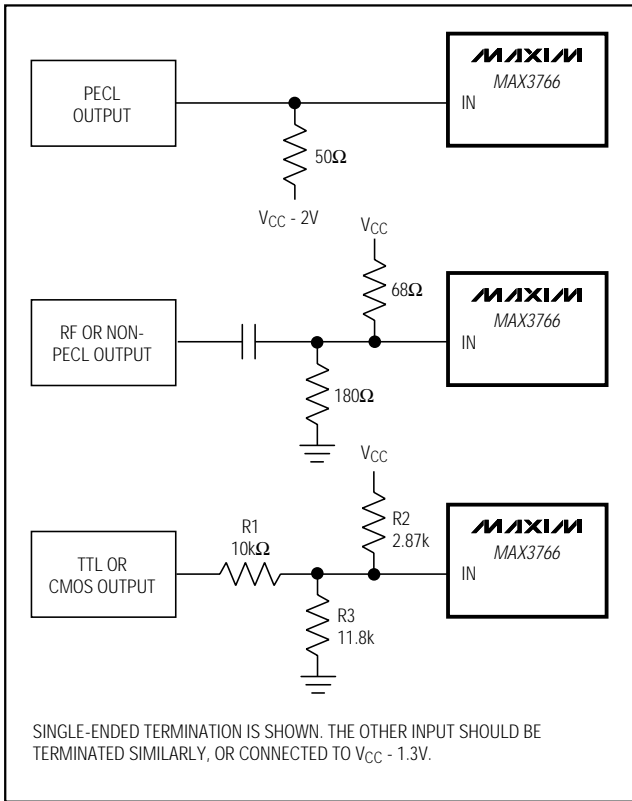 PECL
OUTPUT
50Ω
VCC - 2V
MAXIM
MAX3766
IN
RF OR NON-
PECL OUTPUT
VCC
68Ω
180Ω
MAXIM
MAX3766
IN
TTL OR
CMOS OUTPUT
R1
10kΩ
VCC
R2
2.87k
R3
11.8k
MAXIM
MAX3766
IN
SINGLE-ENDED TERMINATION IS SHOWN. THE OTHER INPUT SHOULD BE
TERMINATED SIMILARLY, OR CONNECTED TO VCC - 1.3V.